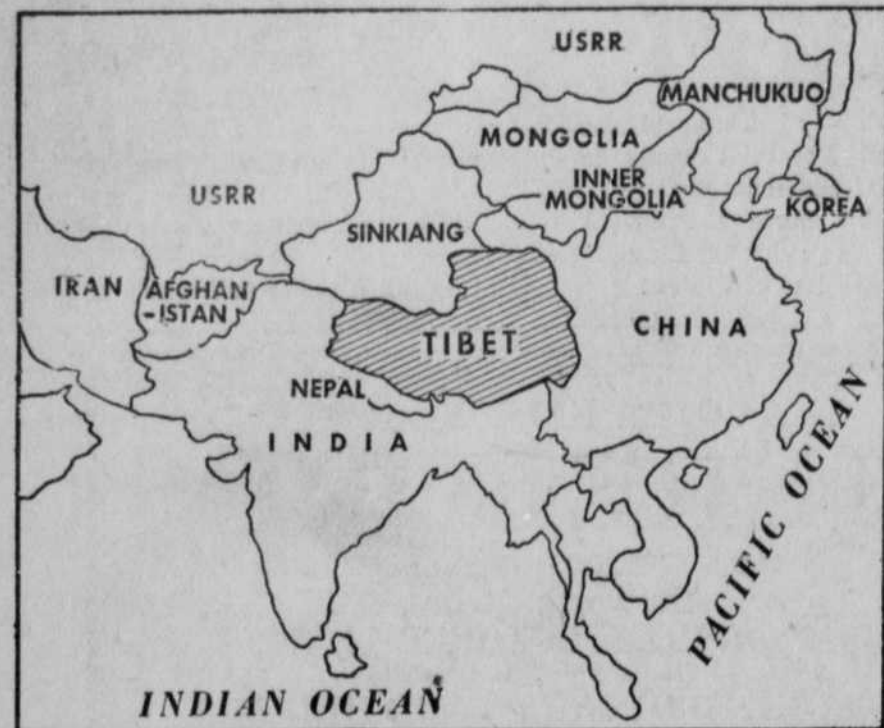 USRR
MANCHUKUO
MONGOLIA
INNER
MONGOLIA
USRR
KOREA
SINKIANG
IRAN
AFGHAN
-ISTAN
TIBET
CHINA
NEPAL
INDIA
PACIFIC OCEAN
INDIAN OCEAN